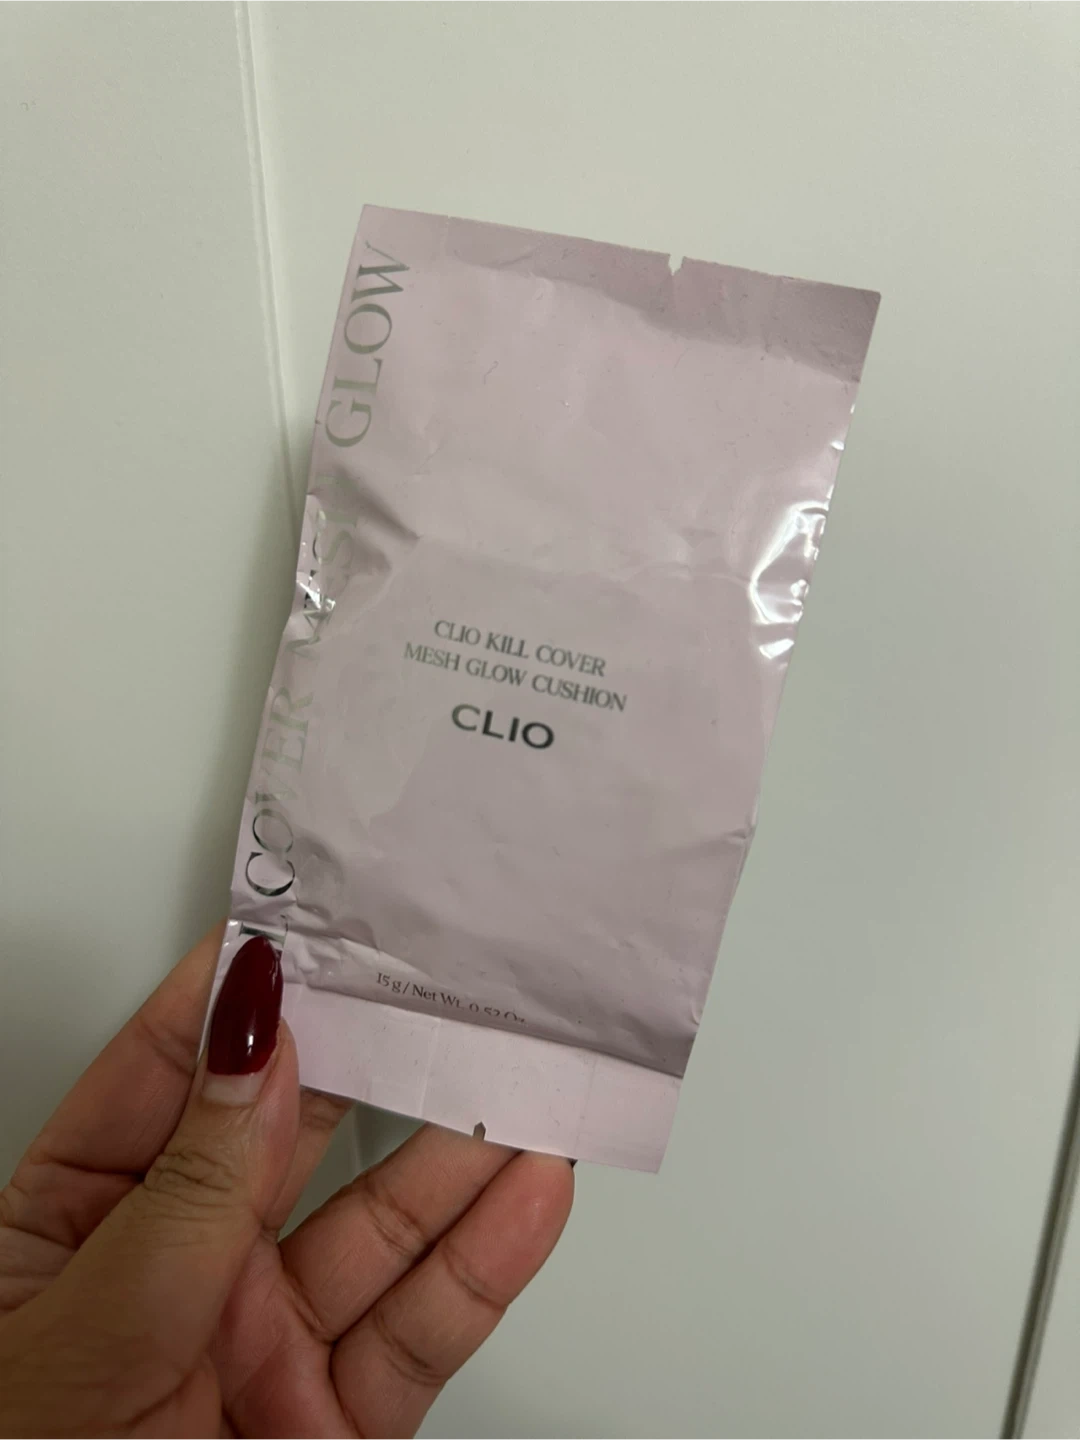 L COVER MESH GLOW
CLIO KILL COVER
MESH GLOW CUSHION
CLIO
15 g / Net Wt. 0.52 Oz.